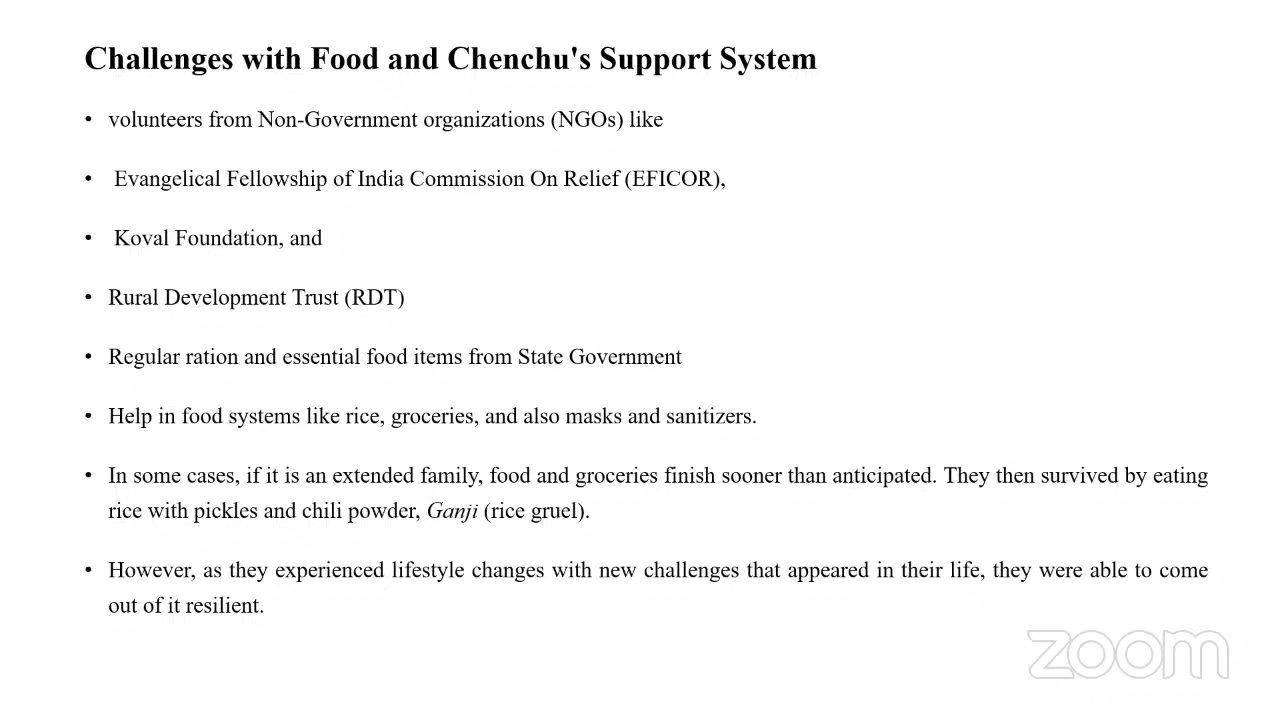 Challenges with Food and Chenchu's Support System
• volunteers from Non-Government organizations (NGOs) like
• Evangelical Fellowship of India Commission On Relief (EFICOR),
• Koval Foundation, and
• Rural Development Trust (RDT)
• Regular ration and essential food items from State Government
• Help in food systems like rice, groceries, and also masks and sanitizers.
• In some cases, if it is an extended family, food and groceries finish sooner than anticipated. They then survived by eating
rice with pickles and chili powder, Ganji (rice gruel).
• However, as they experienced lifestyle changes with new challenges that appeared in their life, they were able to come
out of it resilient.
zoom